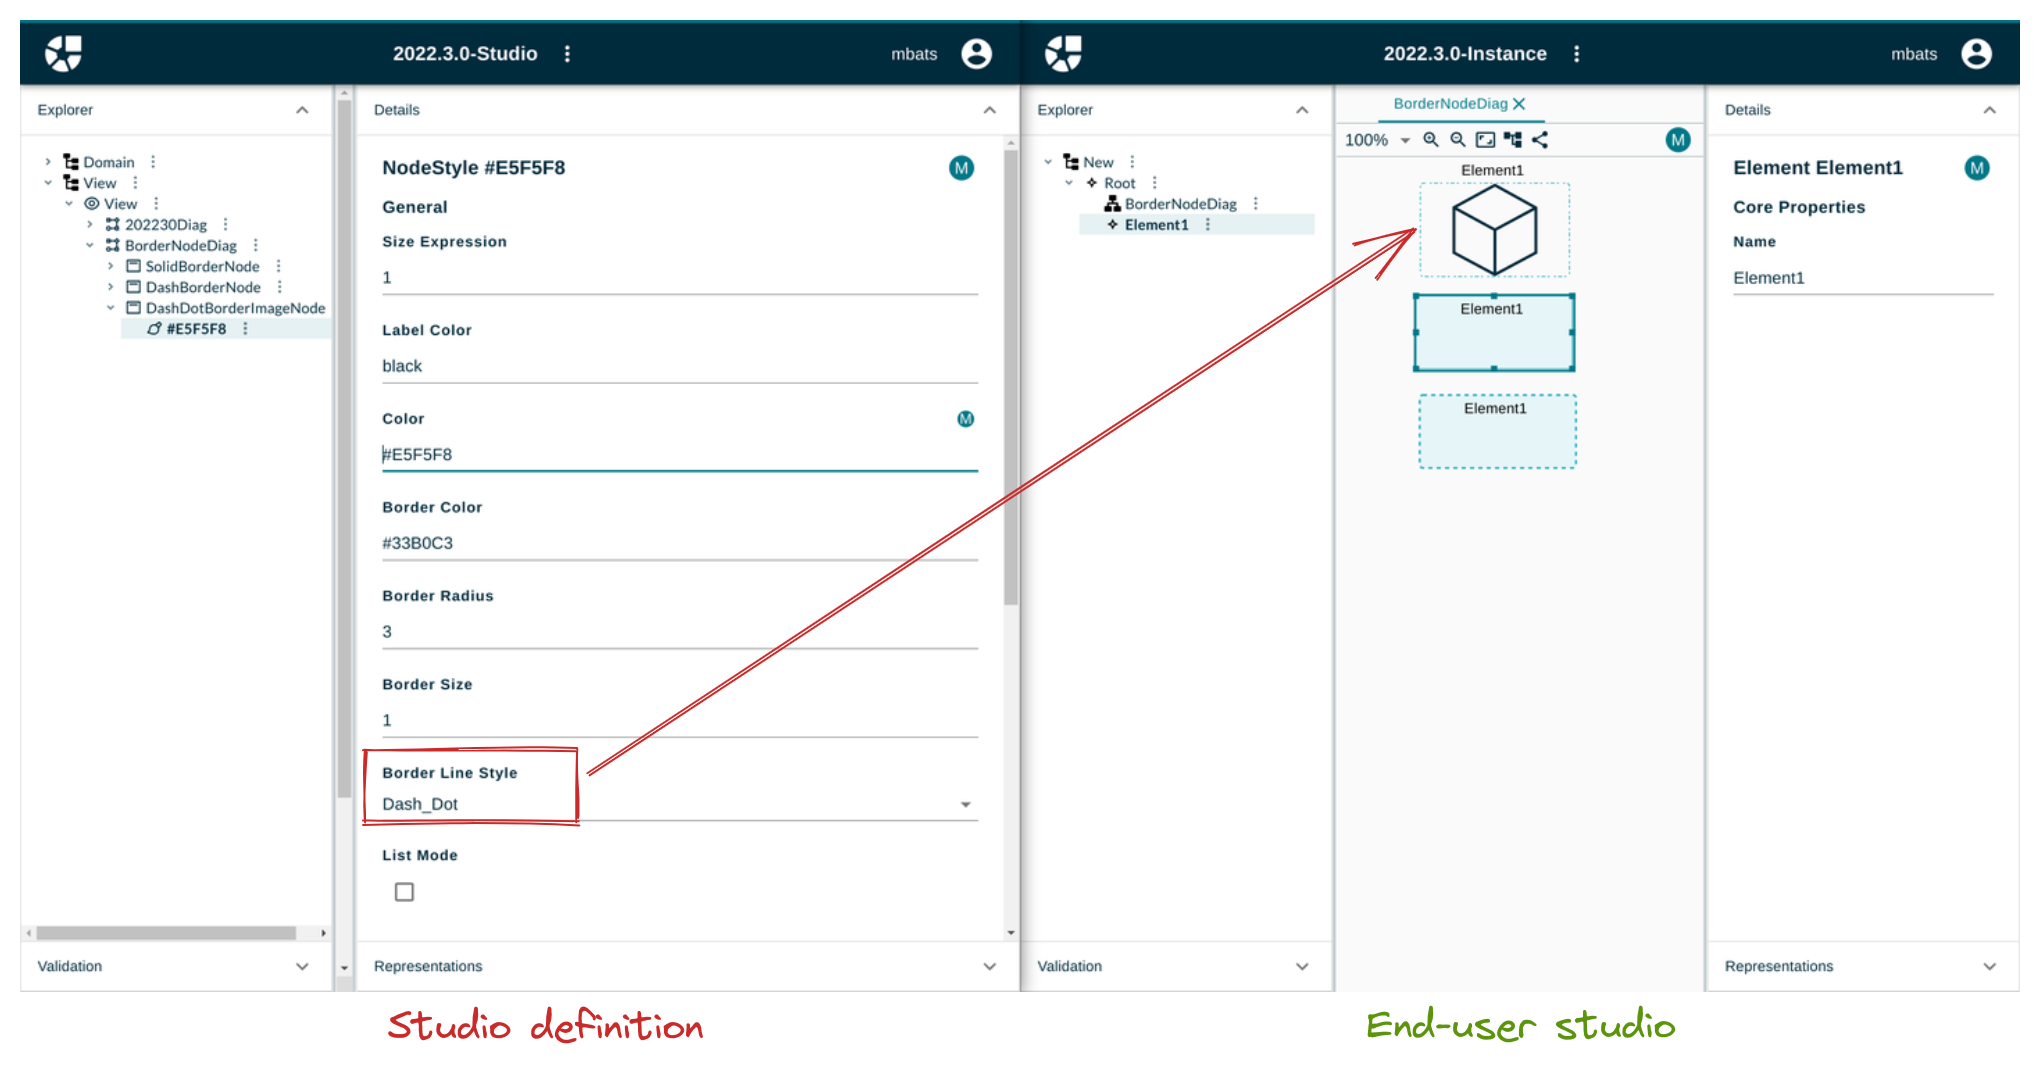 2022.3.0-Studio
mbats
Explorer
Domain
View
View
202230Diag
BorderNodeDiag
SolidBorderNode
DashBorderNode
DashDotBorderImageNode
#E5F5F8
Validation
Details
NodeStyle #E5F5F8
M
General
Size Expression
1
Label Color
black
Color
M
#E5F5F8
Border Color
#33B0C3
Border Radius
3
Border Size
1
Border Line Style
Dash_Dot
List Mode
Representations
2022.3.0-Instance
mbats
Explorer
New
Root
BorderNodeDiag
Element1
Validation
BorderNodeDiag
100%
M
Element1
Element1
Element1
Details
Element Element1
M
Core Properties
Name
Element1
Representations
Studio definition
End-user studio